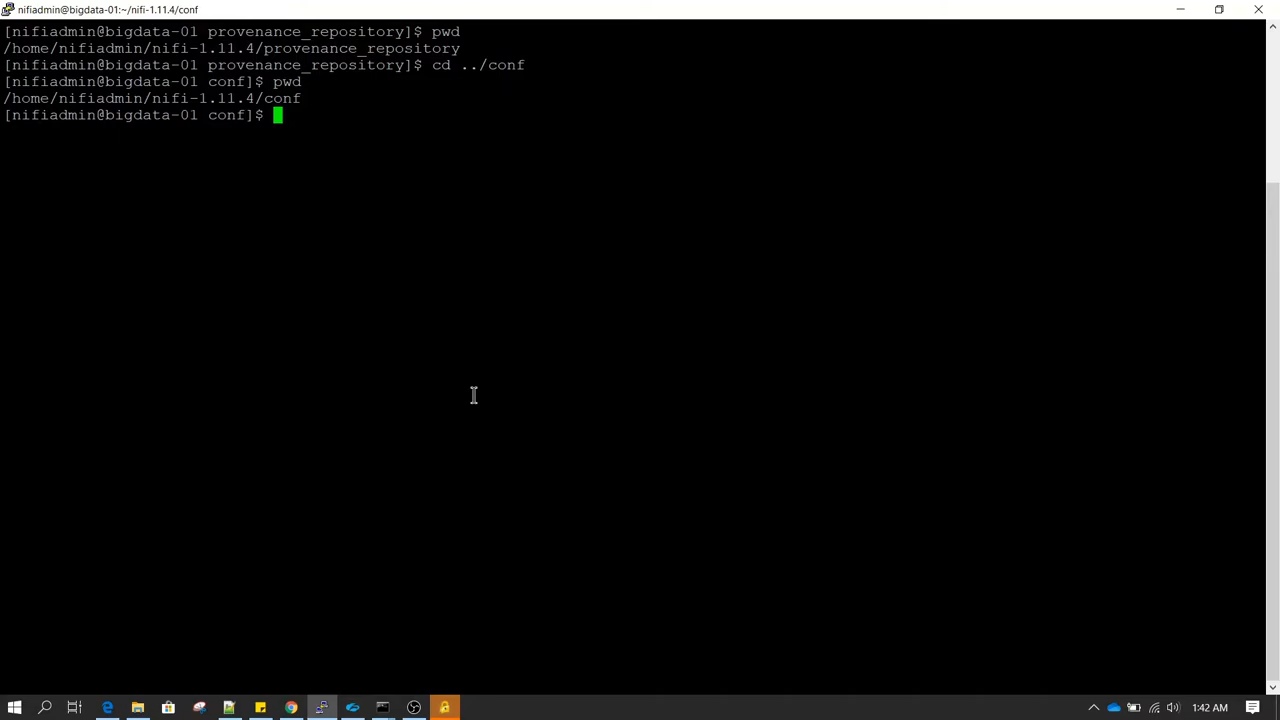 nifiadmin@bigdata-01:~/nifi-1.11.4/conf
[nifiadmin@bigdata-01 provenance_repository]$ pwd
/home/nifiadmin/nifi-1.11.4/provenance_repository
[nifiadmin@bigdata-01 provenance_repository]$ cd ../conf
[nifiadmin@bigdata-01 conf]$ pwd
/home/nifiadmin/nifi-1.11.4/conf
[nifiadmin@bigdata-01 conf]$
1:42 AM